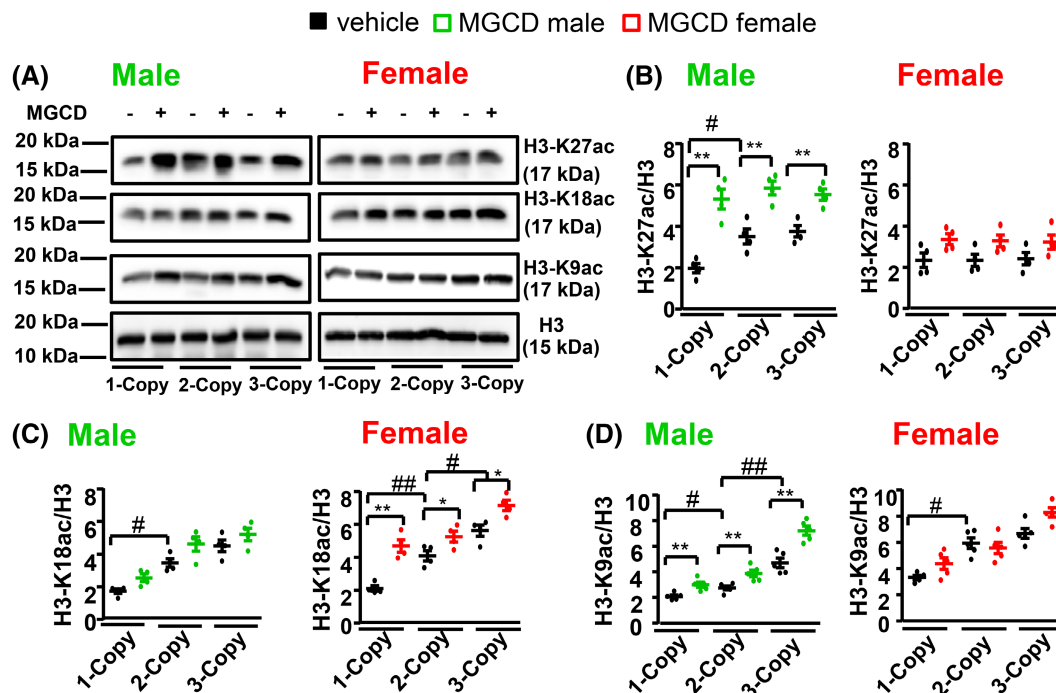 vehicle MGCD male MGCD female
(A) Male Female
MGCD - + - + - + - + - + - +
20 kDa
15 kDa
H3-K27ac
(17 kDa)
20 kDa
15 kDa
H3-K18ac
(17 kDa)
20 kDa
15 kDa
H3-K9ac
(17 kDa)
20 kDa
10 kDa
H3
(15 kDa)
1-Copy 2-Copy 3-Copy 1-Copy 2-Copy 3-Copy
(B) Male Female
H3-K27ac/H3
8
6
4
2
0
# ** ** **
1-Copy 2-Copy 3-Copy
H3-K27ac/H3
8
6
4
2
0
1-Copy 2-Copy 3-Copy
(C) Male Female
H3-K18ac/H3
8
6
4
2
0
#
1-Copy 2-Copy 3-Copy
H3-K18ac/H3
8
6
4
2
0
## # ** * *
1-Copy 2-Copy 3-Copy
(D) Male Female
H3-K9ac/H3
10
8
6
4
2
0
# ## ** ** **
1-Copy 2-Copy 3-Copy
H3-K9ac/H3
10
8
6
4
2
0
#
1-Copy 2-Copy 3-Copy